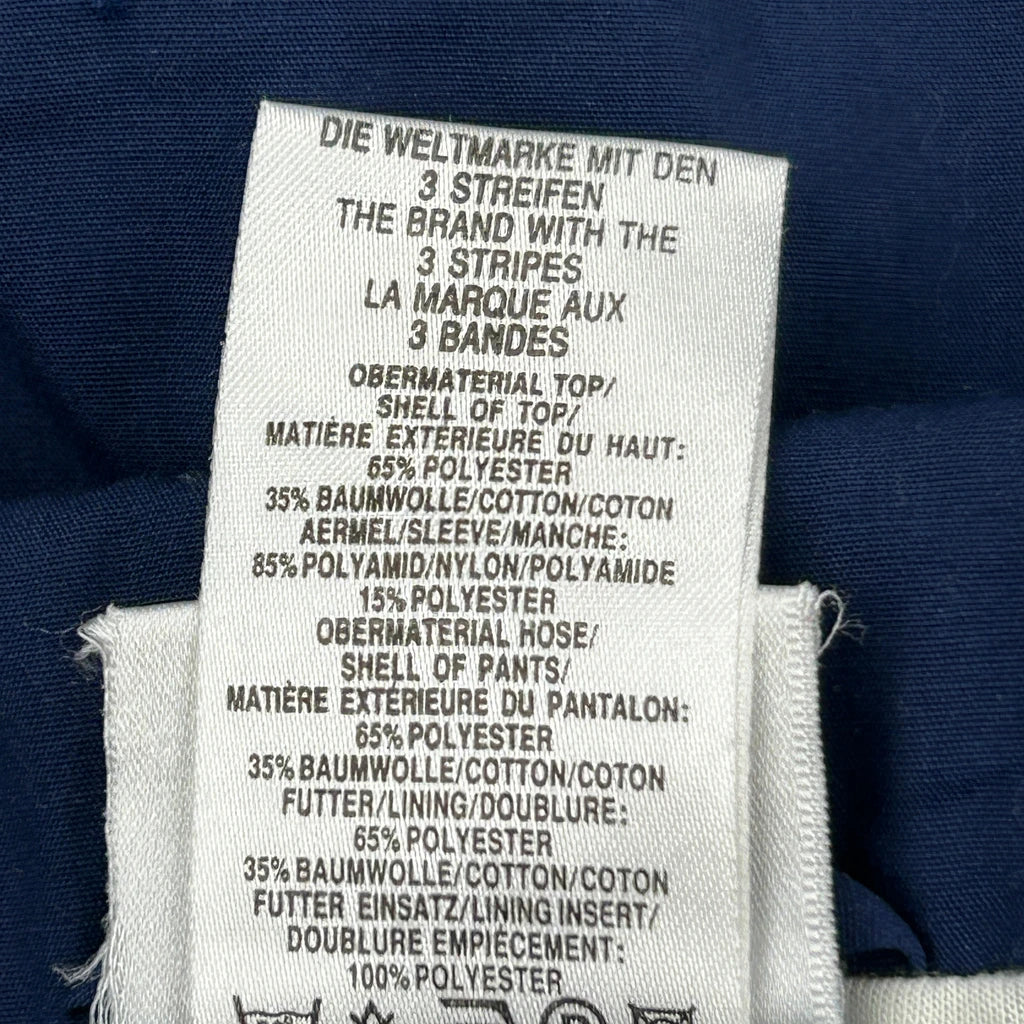 DIE WELTMARKE MIT DEN
3 STREIFEN
THE BRAND WITH THE
3 STRIPES
LA MARQUE AUX
3 BANDES
OBERMATERIAL TOP/
SHELL OF TOP/
MATIÈRE EXTÉRIEURE DU HAUT:
65% POLYESTER
35% BAUMWOLLE/COTTON/COTON
AERMEL/SLEEVE/MANCHE:
85% POLYAMID/NYLON/POLYAMIDE
15% POLYESTER
OBERMATERIAL HOSE/
SHELL OF PANTS/
MATIÈRE EXTÉRIEURE DU PANTALON:
65% POLYESTER
35% BAUMWOLLE/COTTON/COTON
FUTTER/LINING/DOUBLURE:
65% POLYESTER
35% BAUMWOLLE/COTTON/COTON
FUTTER EINSATZ/LINING INSERT/
DOUBLURE EMPIÈCEMENT:
100% POLYESTER